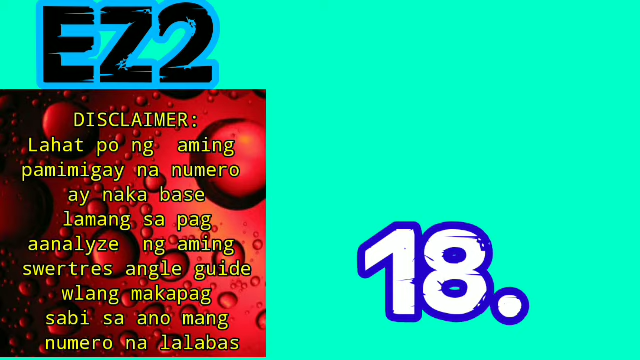 EZ2
DISCLAIMER:
Lahat po ng aming
pamimigay na numero
ay naka base
lamang sa pag
aanalyze ng aming
swertres angle guide
wlang makapag
sabi sa ano mang
numero na lalabas
18.